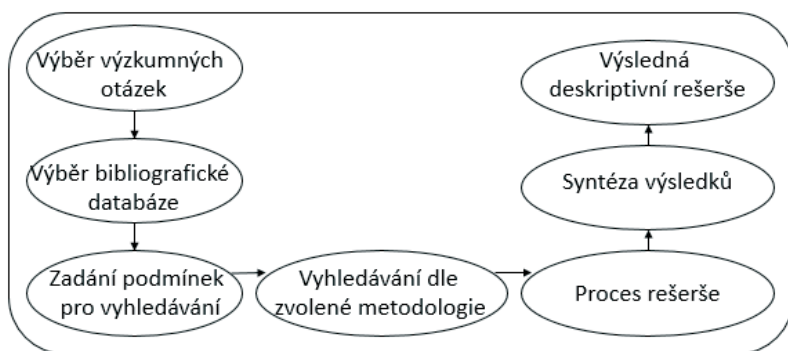 Výběr výzkumných
otázek
Výběr bibliografické
databáze
Zadání podmínek
pro vyhledávání
Vyhledávání dle
zvolené metodologie
Proces rešerše
Syntéza výsledků
Výsledná
deskriptivní rešerše